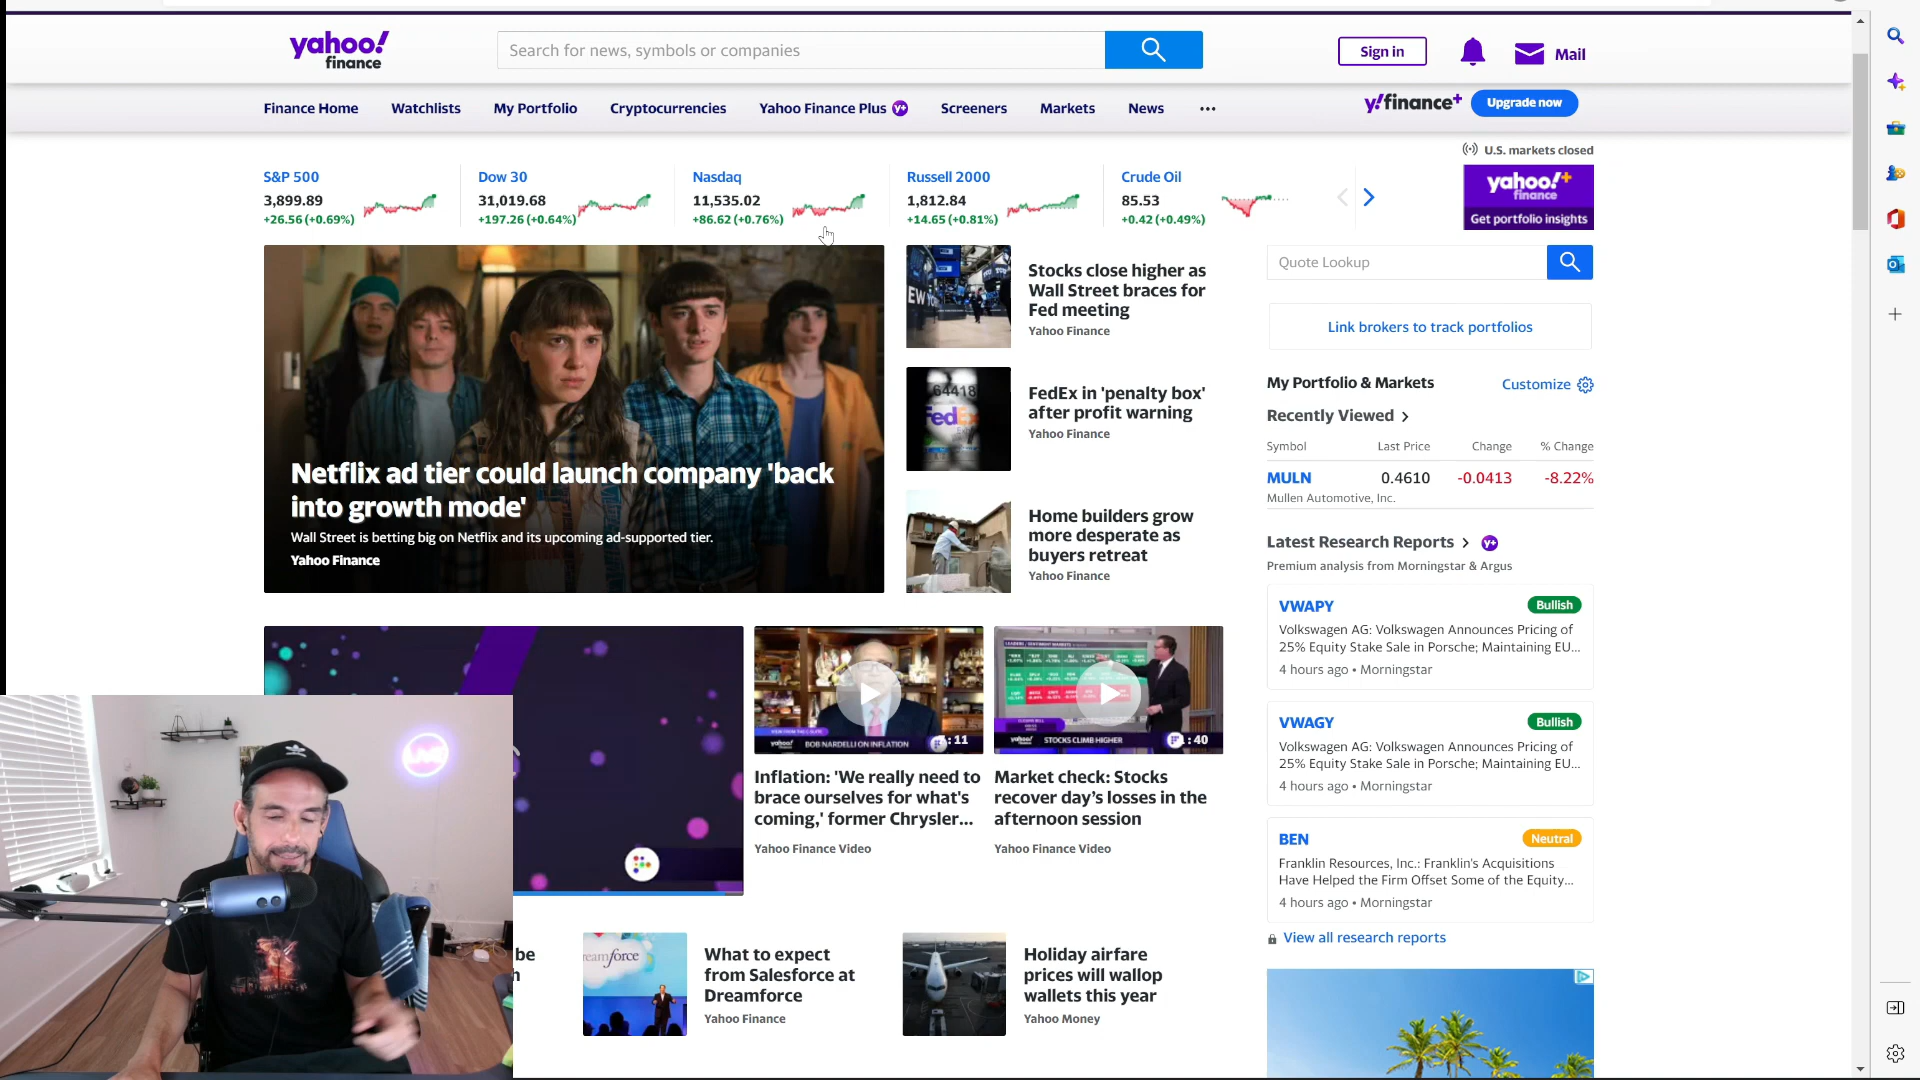 yahoo!
finance
Search for news, symbols or companies
Sign in
Mail
Finance Home
Watchlists
My Portfolio
Cryptocurrencies
Yahoo Finance Plus
y+
Screeners
Markets
News
y!finance+
Upgrade now
U.S. markets closed
S&P 500
3,899.89
+26.56 (+0.69%)
Dow 30
31,019.68
+197.26 (+0.64%)
Nasdaq
11,535.02
+86.62 (+0.76%)
Russell 2000
1,812.84
+14.65 (+0.81%)
Crude Oil
85.53
+0.42 (+0.49%)
yahoo!+
finance
Get portfolio insights
Netflix ad tier could launch company 'back
into growth mode'
Wall Street is betting big on Netflix and its upcoming ad-supported tier.
Yahoo Finance
Stocks close higher as
Wall Street braces for
Fed meeting
Yahoo Finance
64418
FedEx
FedEx in 'penalty box'
after profit warning
Yahoo Finance
Home builders grow
more desperate as
buyers retreat
Yahoo Finance
Quote Lookup
Link brokers to track portfolios
My Portfolio & Markets
Customize
Recently Viewed
Symbol Last Price Change % Change
MULN 0.4610 -0.0413 -8.22%
Mullen Automotive, Inc.
Latest Research Reports
y+
Premium analysis from Morningstar & Argus
VWAPY
Bullish
Volkswagen AG: Volkswagen Announces Pricing of
25% Equity Stake Sale in Porsche; Maintaining EU...
4 hours ago • Morningstar
VWAGY
Bullish
Volkswagen AG: Volkswagen Announces Pricing of
25% Equity Stake Sale in Porsche; Maintaining EU...
4 hours ago • Morningstar
BEN
Neutral
Franklin Resources, Inc.: Franklin's Acquisitions
Have Helped the Firm Offset Some of the Equity...
4 hours ago • Morningstar
View all research reports
yahoo!
BOB NARDELLI ON INFLATION
:11
Inflation: 'We really need to
brace ourselves for what's
coming,' former Chrysler...
Yahoo Finance Video
yahoo!
STOCKS CLIMB HIGHER
:40
Market check: Stocks
recover day's losses in the
afternoon session
Yahoo Finance Video
be
h
reamforce
What to expect
from Salesforce at
Dreamforce
Yahoo Finance
Holiday airfare
prices will wallop
wallets this year
Yahoo Money
LIVE